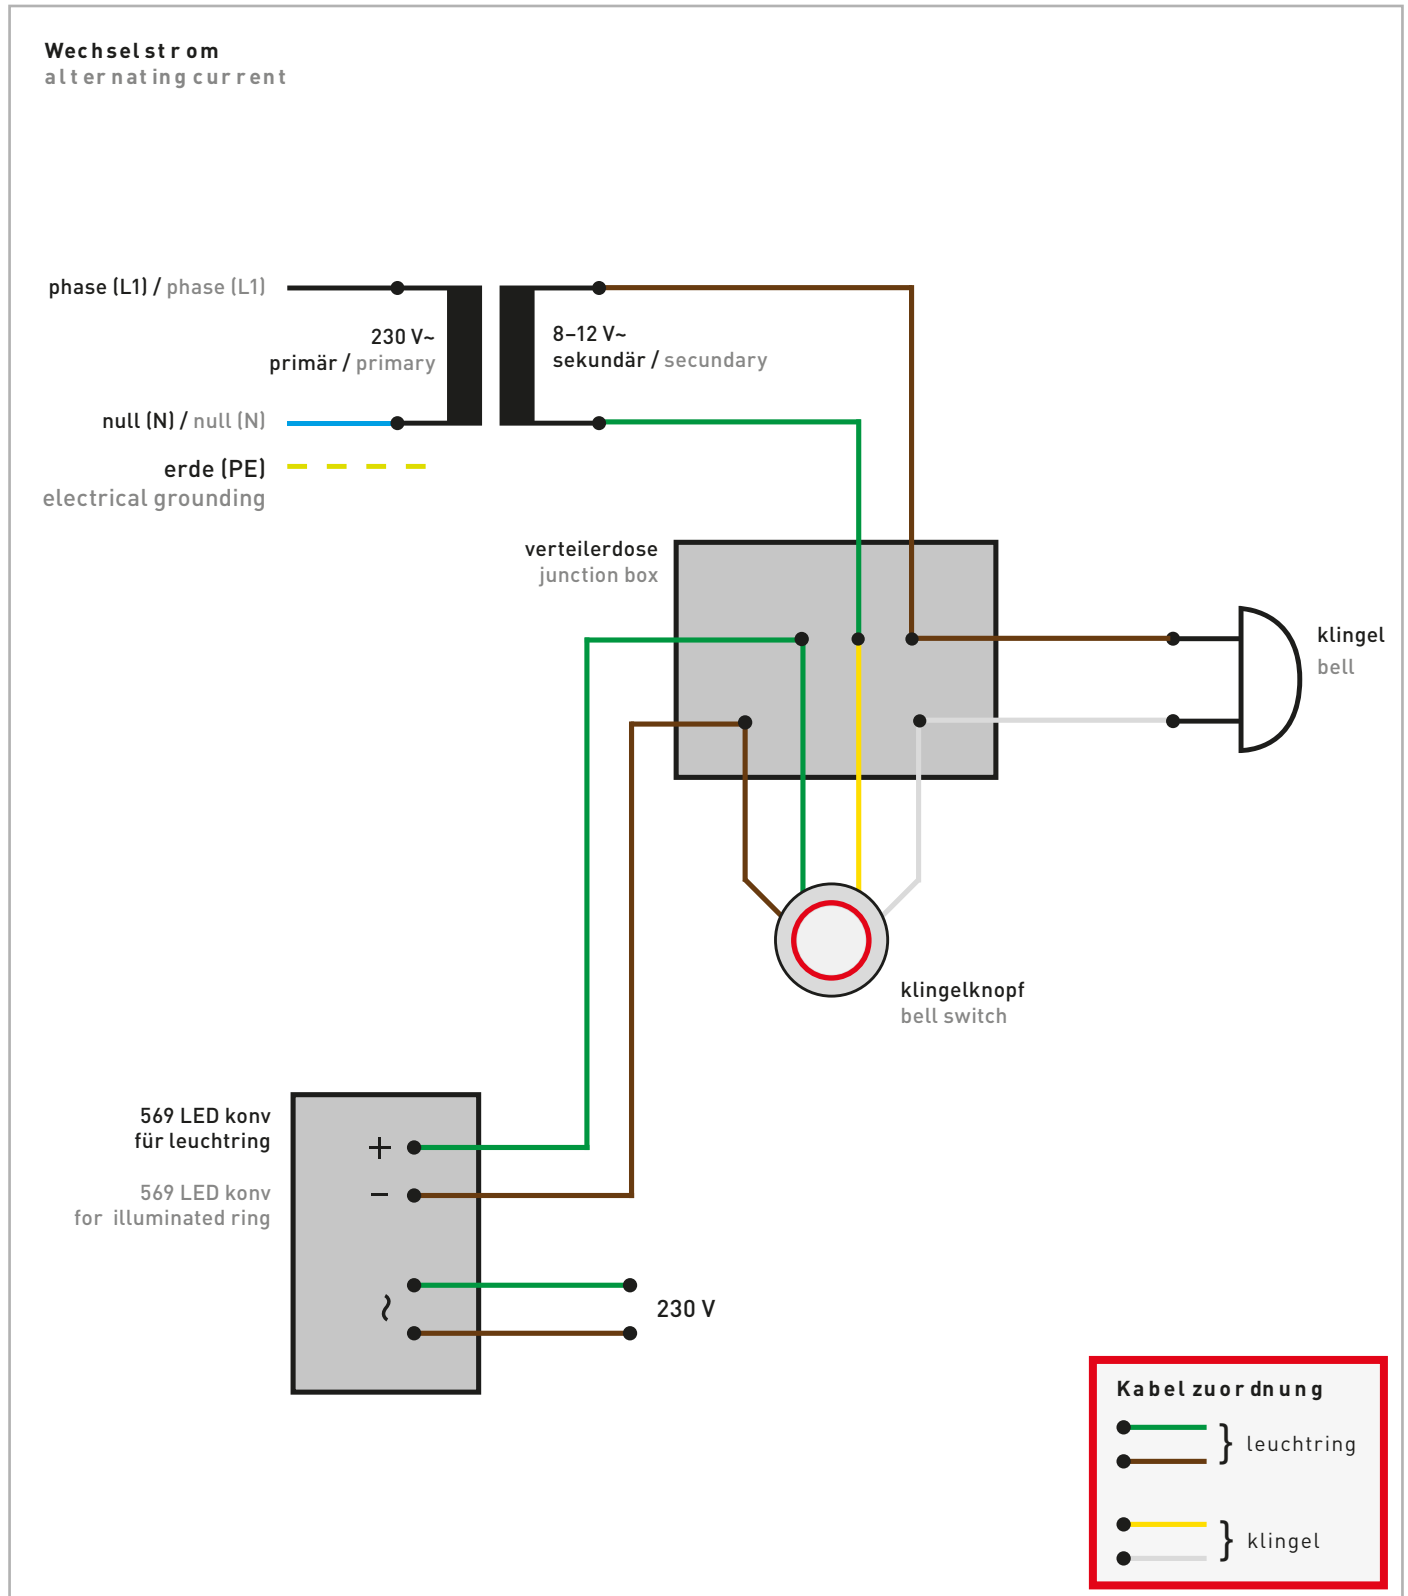 Wechselstrom
alternating current
phase (L1) / phase (L1)
230 V~
primär / primary
8–12 V~
sekundär / secundary
null (N) / null (N)
erde (PE)
electrical grounding
verteilerdose
junction box
klingel
bell
klingelknopf
bell switch
569 LED konv
für leuchtring
569 LED konv
for illuminated ring
+
–
~
230 V
Kabelzuordnung
leuchtring
klingel